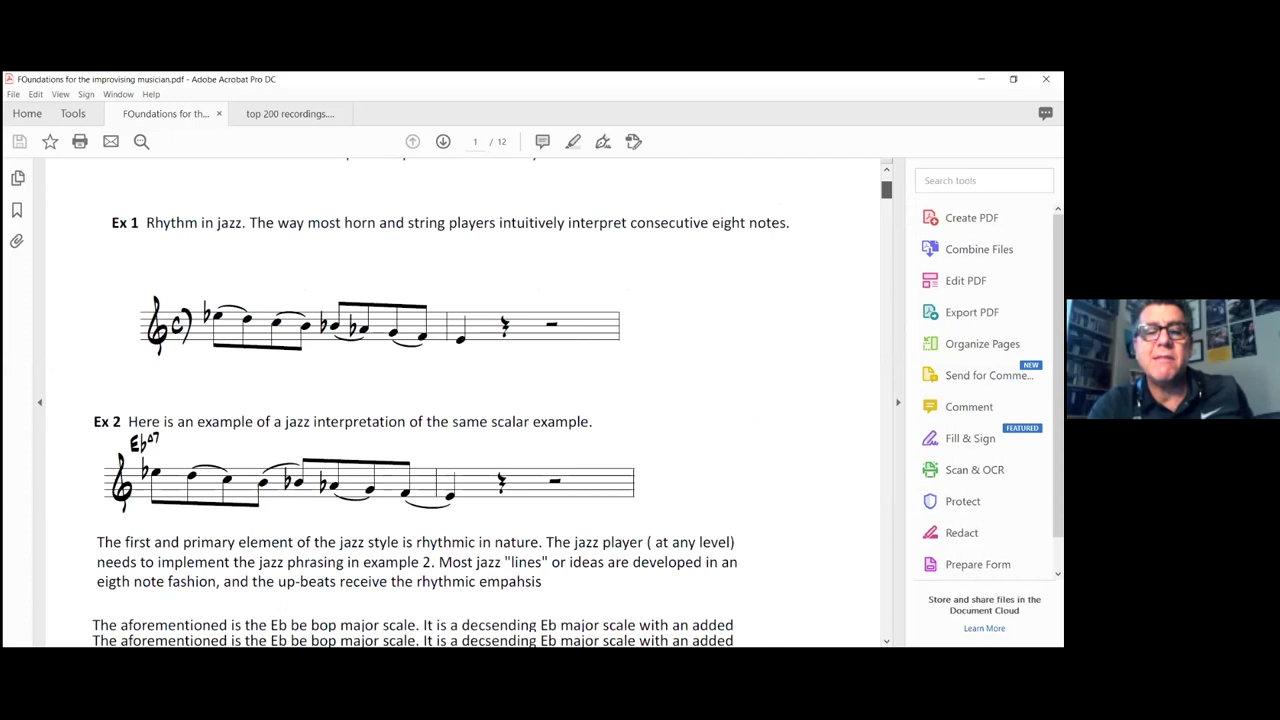 FOundations for the improvising musician.pdf - Adobe Acrobat Pro DC
File Edit View Sign Window Help
Home Tools FOundations for th... × top 200 recordings....
1 / 12
Search tools
Ex 1 Rhythm in jazz. The way most horn and string players intuitively interpret consecutive eight notes.
Ex 2 Here is an example of a jazz interpretation of the same scalar example.
Eb△7
The first and primary element of the jazz style is rhythmic in nature. The jazz player ( at any level)
needs to implement the jazz phrasing in example 2. Most jazz "lines" or ideas are developed in an
eigth note fashion, and the up-beats receive the rhythmic empahsis
The aforementioned is the Eb be bop major scale. It is a decsending Eb major scale with an added
The aforementioned is the Eb be bop major scale. It is a decsending Eb major scale with an added
Create PDF
Combine Files
Edit PDF
Export PDF
Organize Pages
NEW
Send for Comme...
Comment
FEATURED
Fill & Sign
Scan & OCR
Protect
Redact
Prepare Form
Store and share files in the
Document Cloud
Learn More